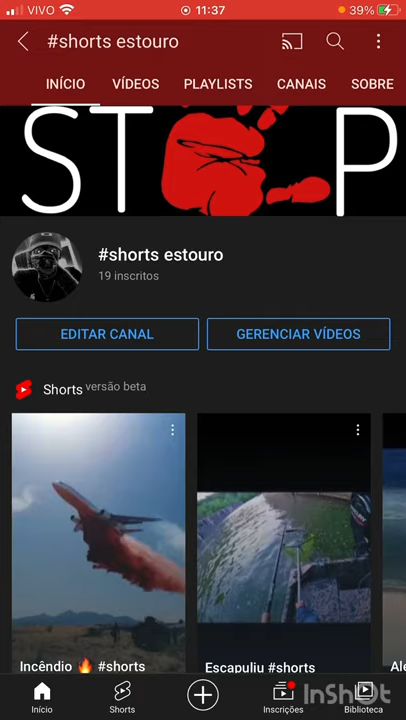 VIVO 11:37 39%
#shorts estouro
INÍCIO VÍDEOS PLAYLISTS CANAIS SOBRE
ST P
#shorts estouro
19 inscritos
EDITAR CANAL GERENCIAR VÍDEOS
Shorts versão beta
Incêndio 🔥 #shorts Escapuliu #shorts
Início Shorts Inscrições Biblioteca
InShot